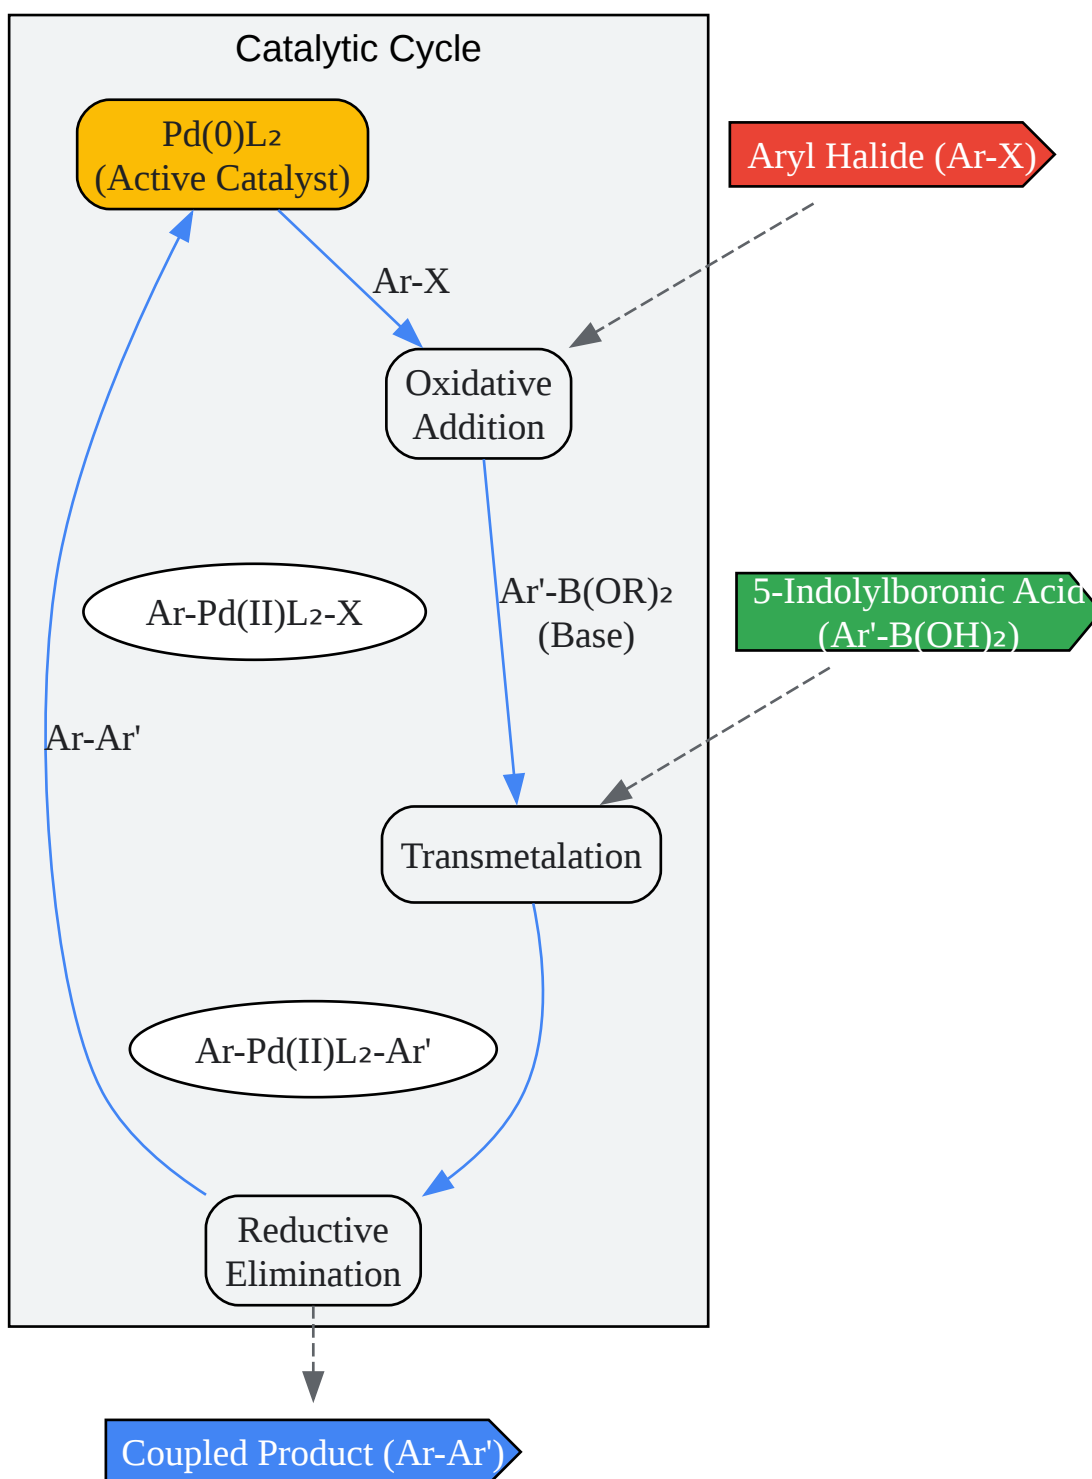 Catalytic Cycle
Pd(0)L₂
(Active Catalyst)
Aryl Halide (Ar-X)
Ar-X
Oxidative
Addition
Ar'-B(OR)₂
(Base)
5-Indolylboronic Acid
(Ar'-B(OH)₂)
Ar-Pd(II)L₂-X
Ar-Ar'
Transmetalation
Ar-Pd(II)L₂-Ar'
Reductive
Elimination
Coupled Product (Ar-Ar')